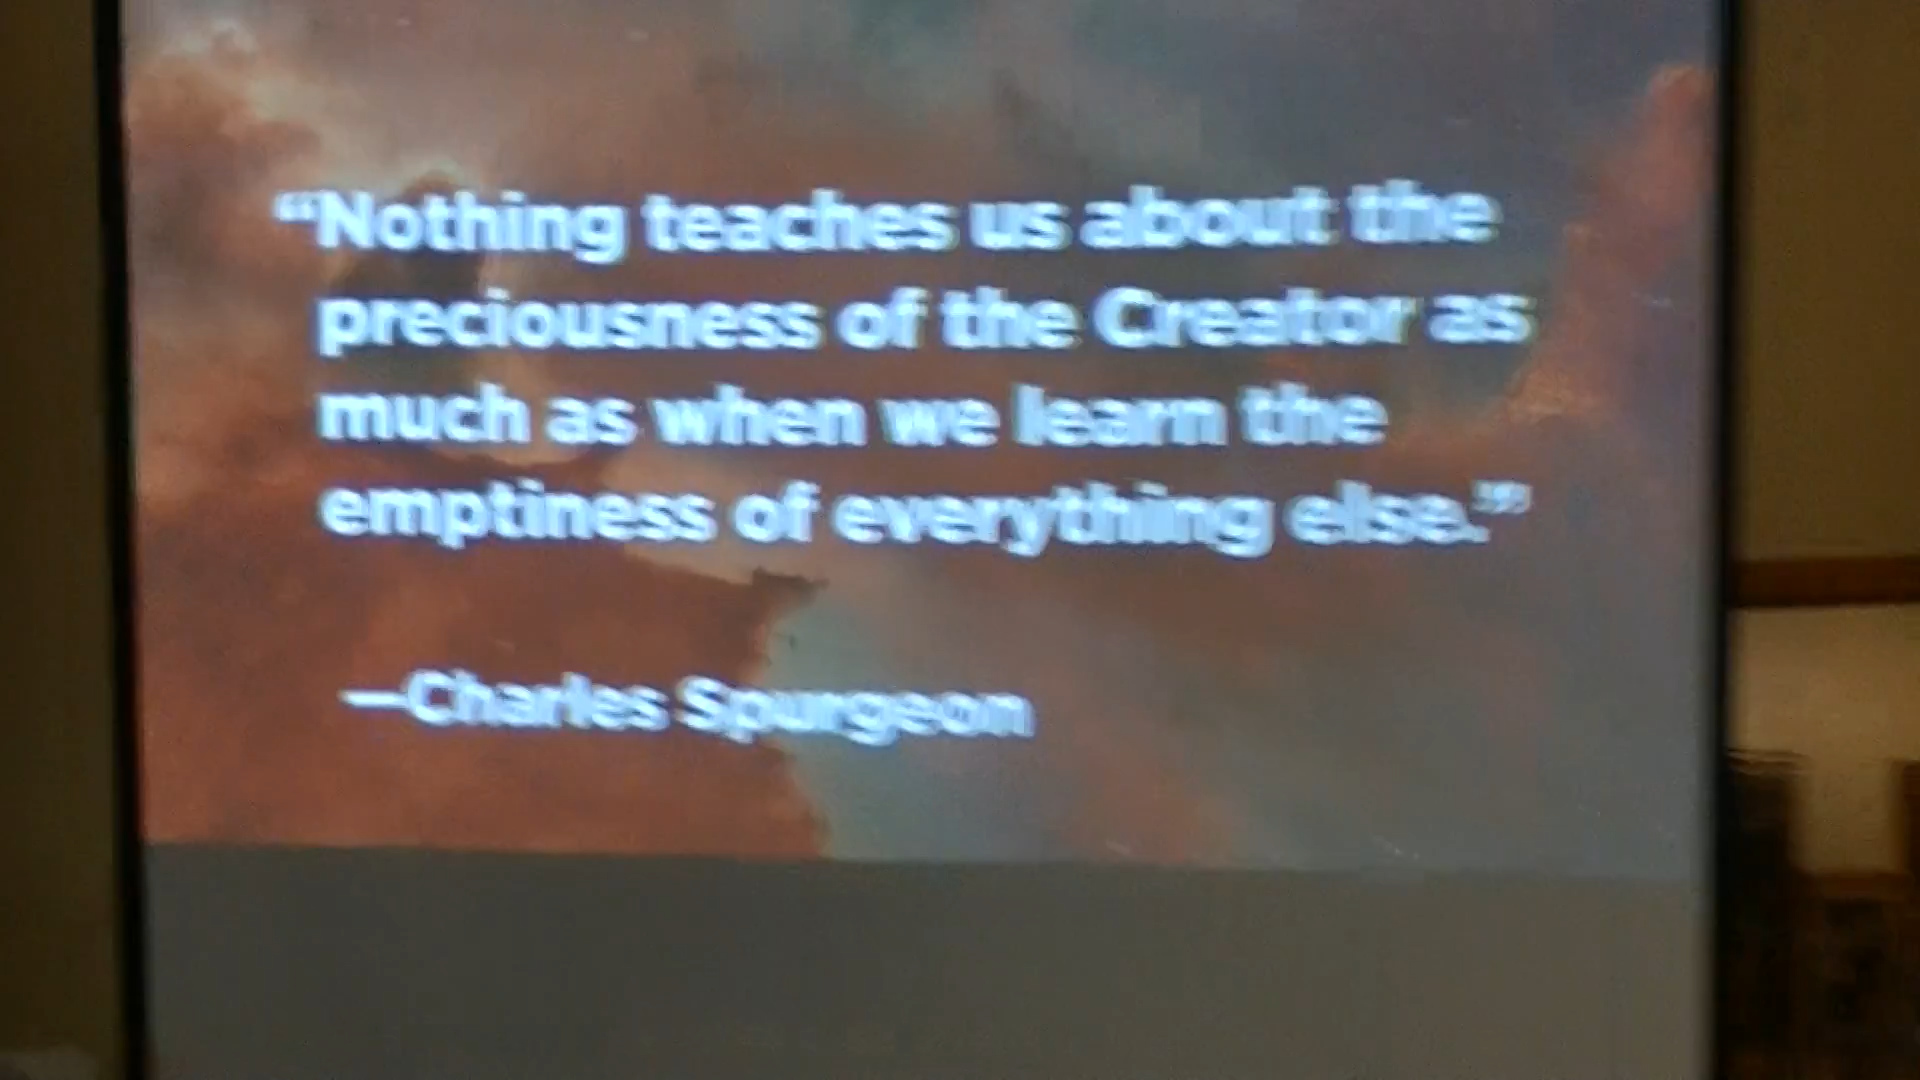 “Nothing teaches us about the
preciousness of the Creator as
much as when we learn the
emptiness of everything else.”
—Charles Spurgeon